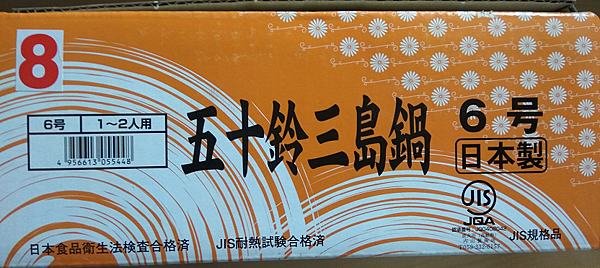 8
6号 1～2人用
4 956613 055448
五十鈴三島鍋
6号
日本製
JIS
JQA
日本食品衛生法検査合格済
JIS耐熱試験合格済
JIS規格品